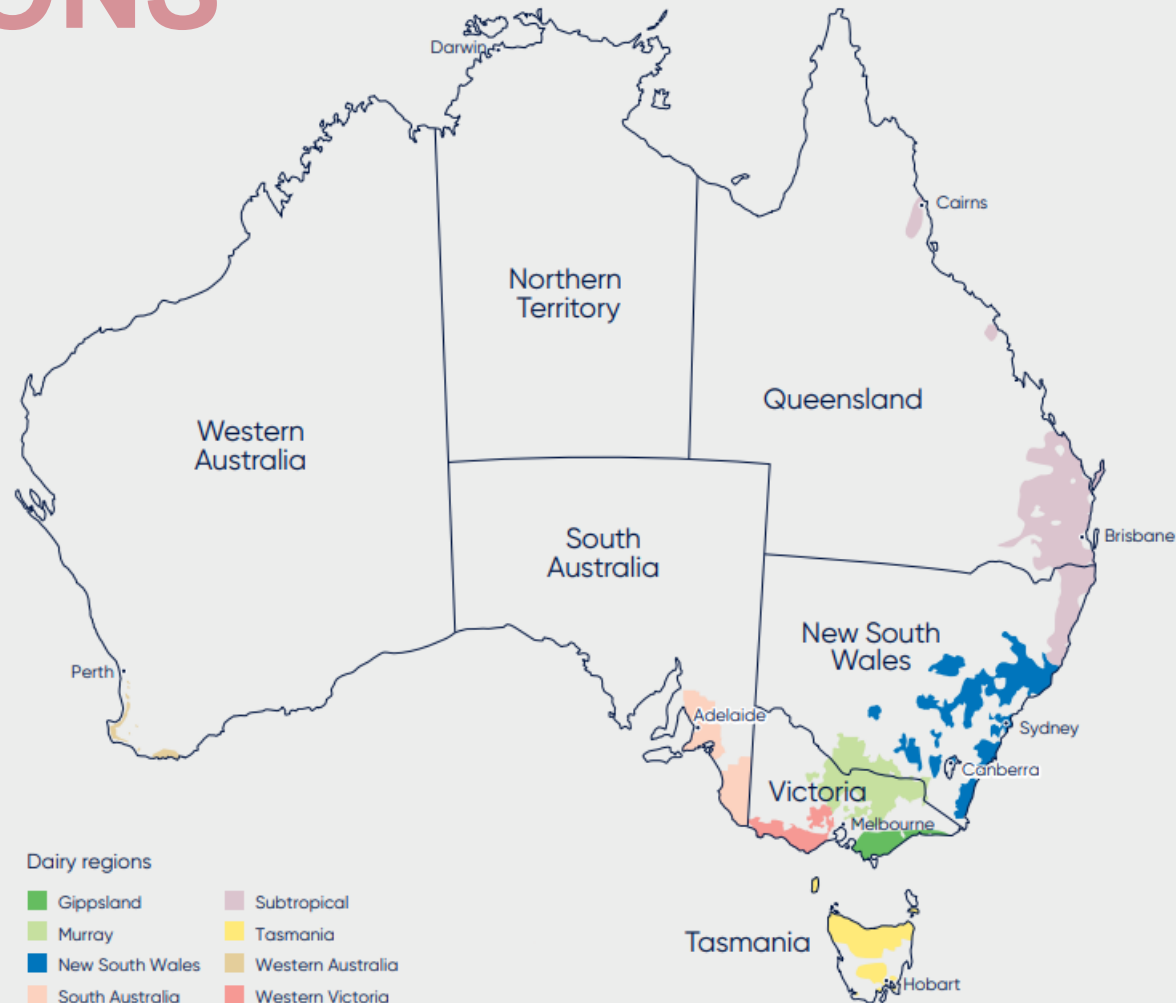 ONS
Darwin
Cairns
Northern
Territory
Queensland
Western
Australia
South
Australia
Brisbane
New South
Wales
Perth
Adelaide
Sydney
Canberra
Victoria
Melbourne
Dairy regions
Gippsland
Subtropical
Murray
Tasmania
Tasmania
New South Wales
Western Australia
Hobart
South Australia
Western Victoria